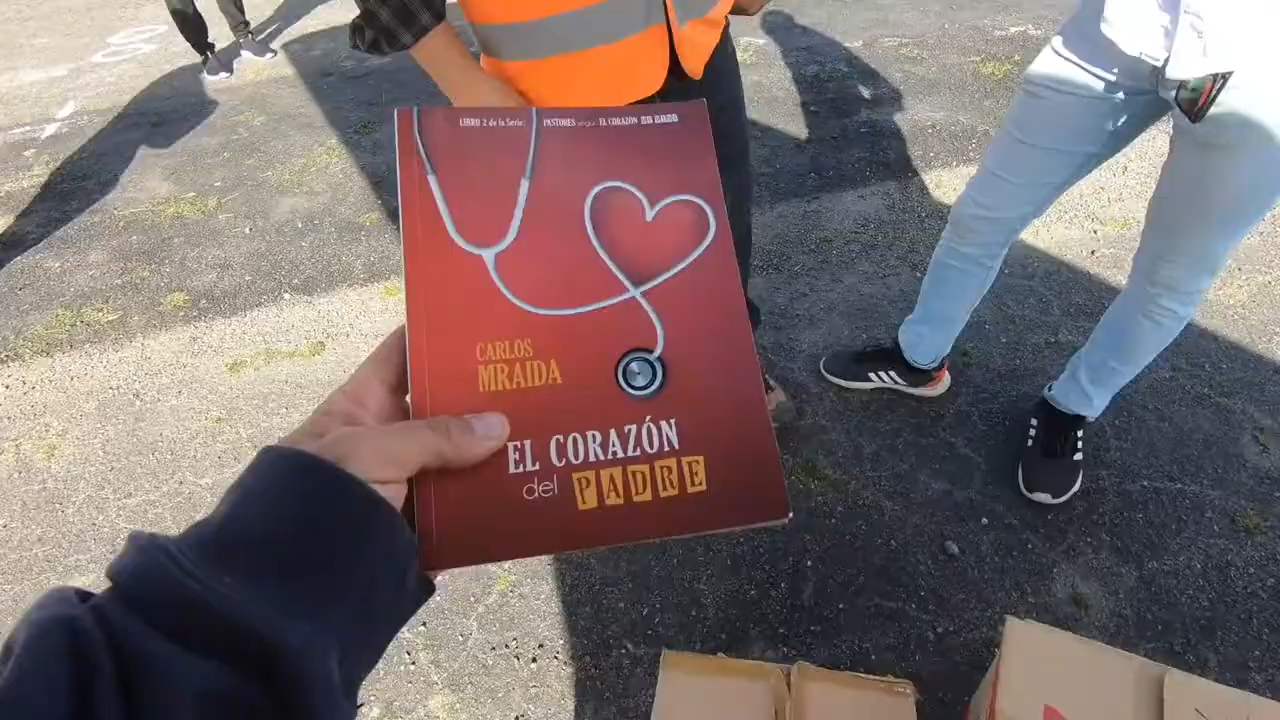 LIBRO 2 de la Serie: PASTORES según EL CORAZÓN DE DIOS
CARLOS
MRAIDA
EL CORAZÓN
del PADRE